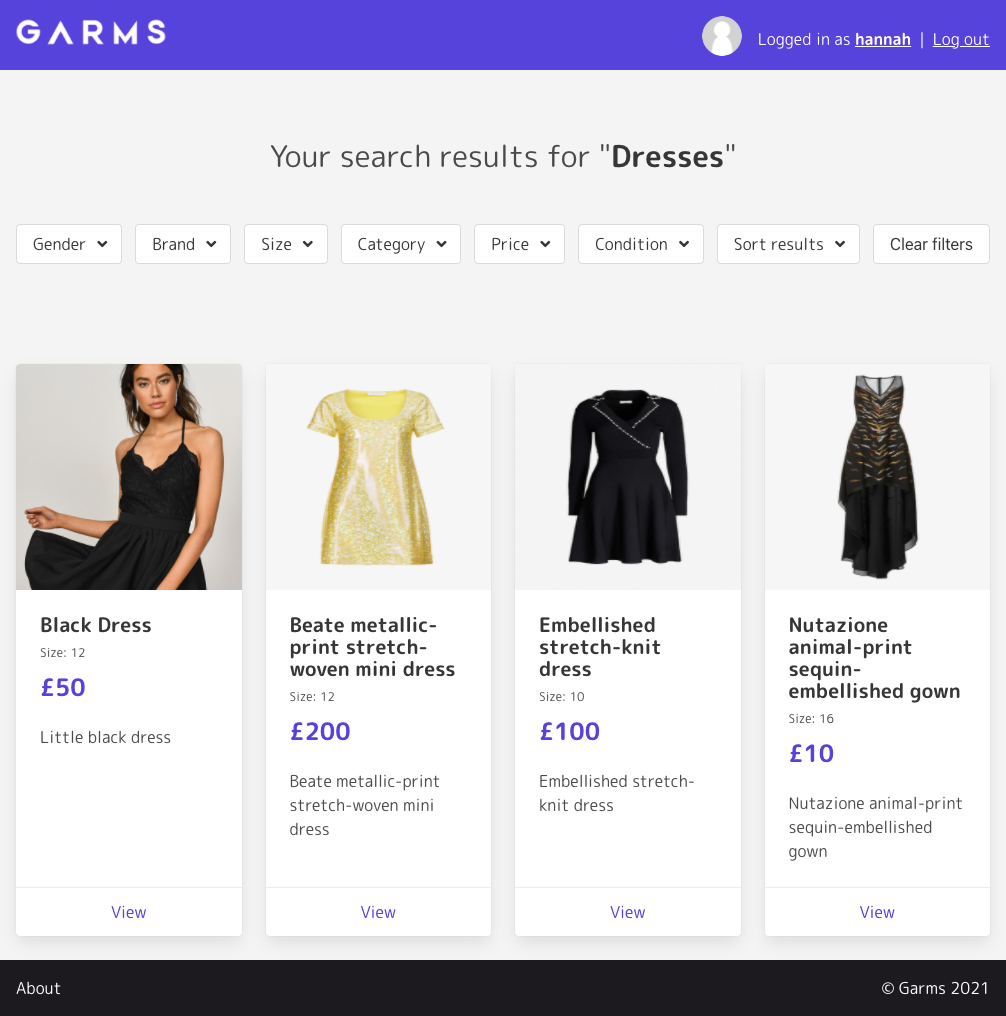 GARMS
Logged in as hannah | Log out
Your search results for "Dresses"
Gender Brand Size Category Price Condition Sort results Clear filters
Black Dress
Size: 12
£50
Little black dress
View
Beate metallic-
print stretch-
woven mini dress
Size: 12
£200
Beate metallic-print
stretch-woven mini
dress
View
Embellished
stretch-knit
dress
Size: 10
£100
Embellished stretch-
knit dress
View
Nutazione
animal-print
sequin-
embellished gown
Size: 16
£10
Nutazione animal-print
sequin-embellished
gown
View
About
© Garms 2021